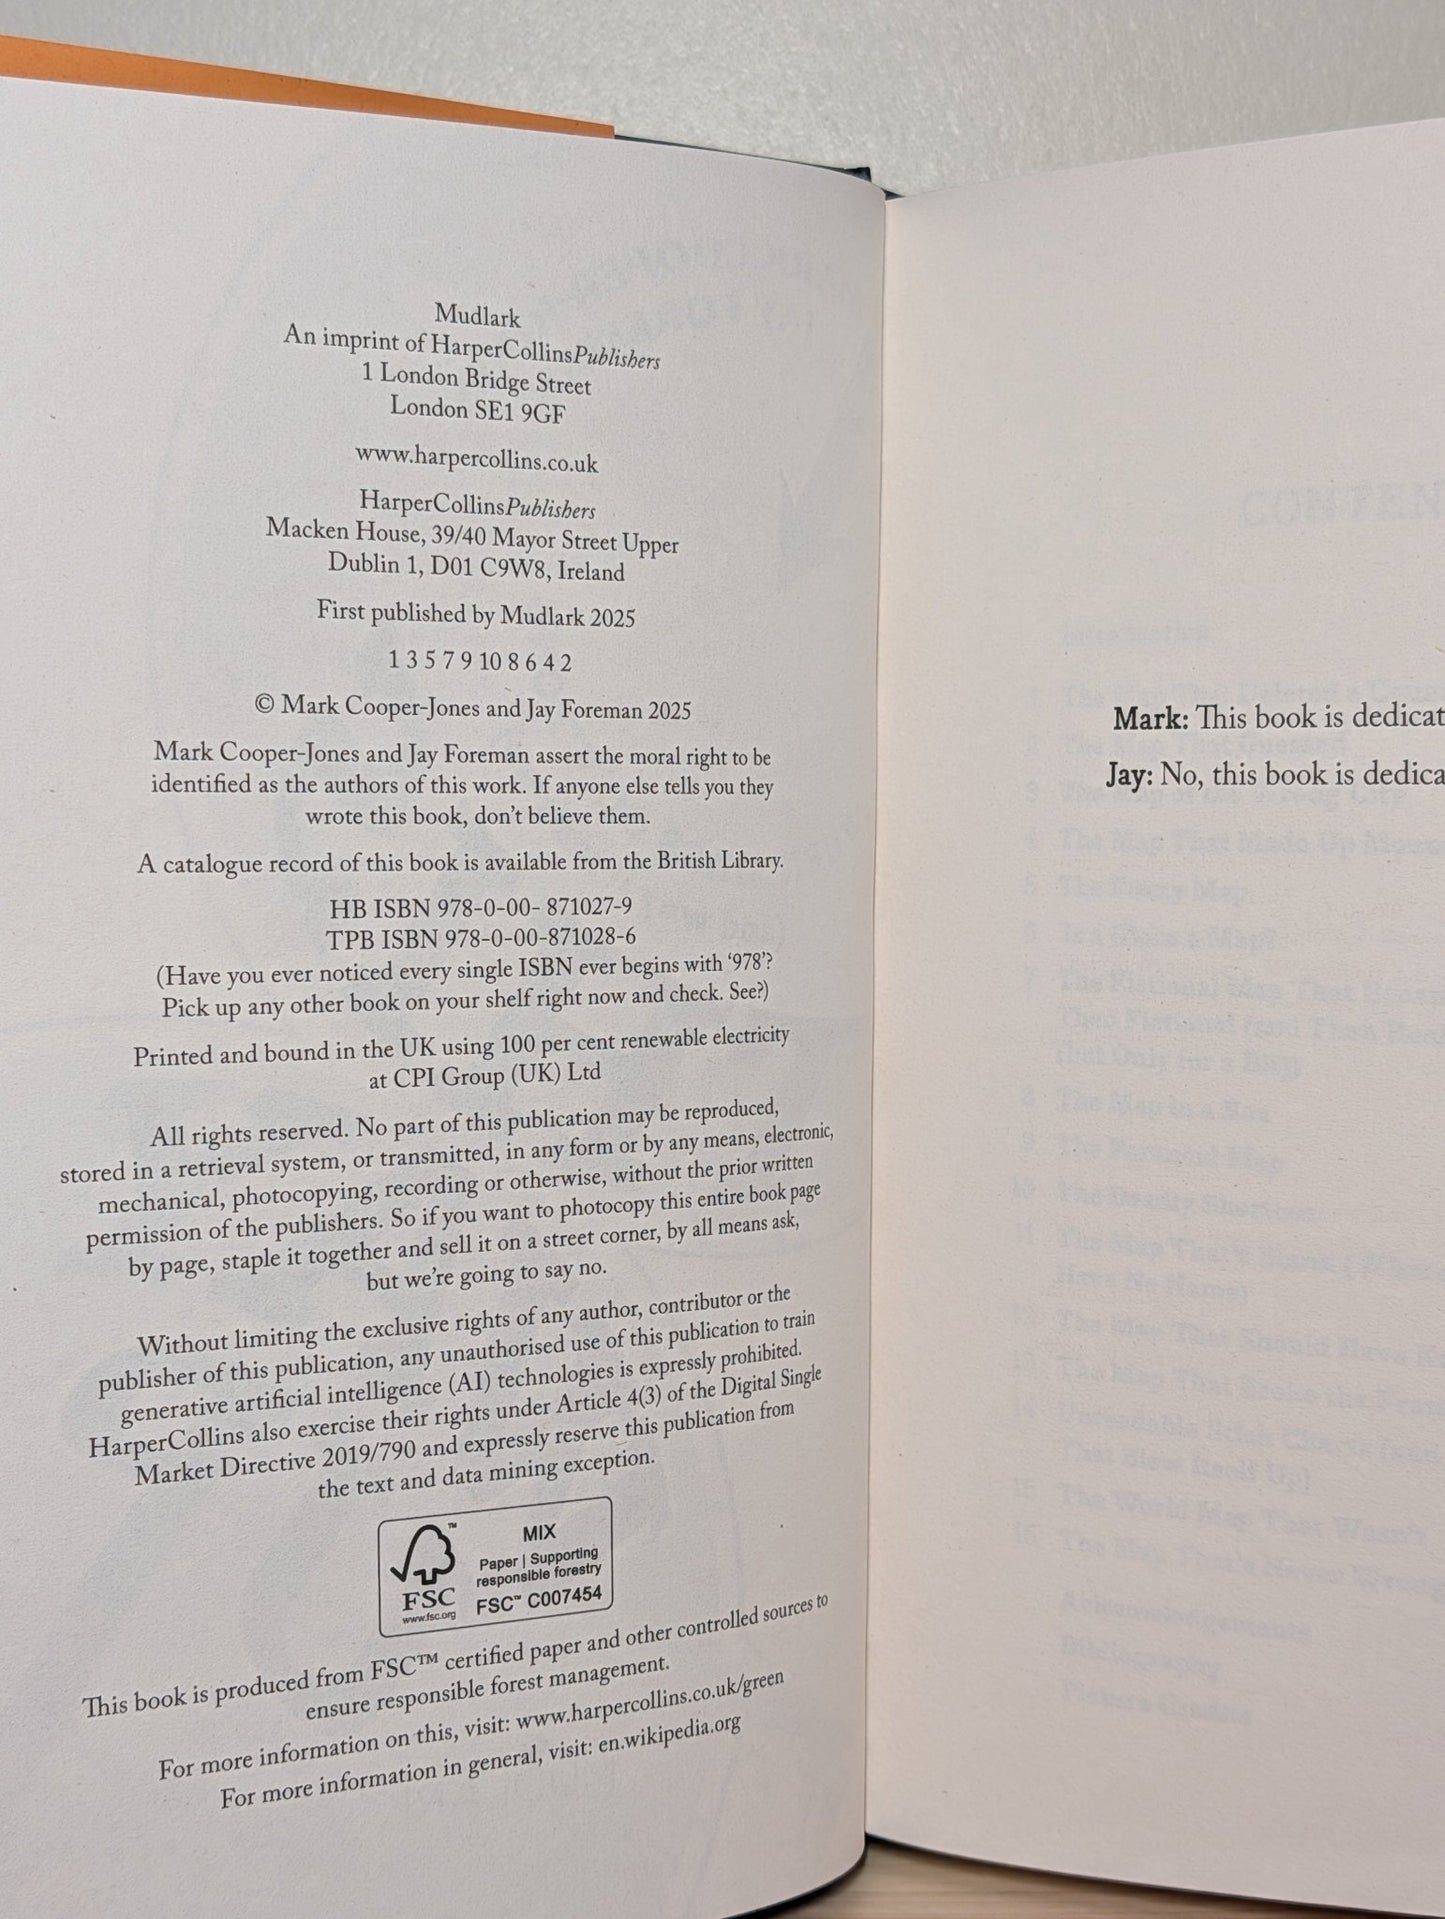 Mudlark
An imprint of HarperCollinsPublishers
1 London Bridge Street
London SE1 9GF
www.harpercollins.co.uk
HarperCollinsPublishers
Macken House, 39/40 Mayor Street Upper
Dublin 1, D01 C9W8, Ireland
First published by Mudlark 2025
1 3 5 7 9 10 8 6 4 2
© Mark Cooper-Jones and Jay Foreman 2025
Mark Cooper-Jones and Jay Foreman assert the moral right to be
identified as the authors of this work. If anyone else tells you they
wrote this book, don't believe them.
A catalogue record of this book is available from the British Library.
HB ISBN 978-0-00- 871027-9
TPB ISBN 978-0-00-871028-6
(Have you ever noticed every single ISBN ever begins with ‘978’?
Pick up any other book on your shelf right now and check. See?)
Printed and bound in the UK using 100 per cent renewable electricity
at CPI Group (UK) Ltd
All rights reserved. No part of this publication may be reproduced,
stored in a retrieval system, or transmitted, in any form or by any means, electronic,
mechanical, photocopying, recording or otherwise, without the prior written
permission of the publishers. So if you want to photocopy this entire book page
by page, staple it together and sell it on a street corner, by all means ask,
but we’re going to say no.
Without limiting the exclusive rights of any author, contributor or the
publisher of this publication, any unauthorised use of this publication to train
generative artificial intelligence (AI) technologies is expressly prohibited.
HarperCollins also exercise their rights under Article 4(3) of the Digital Single
Market Directive 2019/790 and expressly reserve this publication from
the text and data mining exception.
FSC™
www.fsc.org
MIX
Paper | Supporting
responsible forestry
FSC™ C007454
This book is produced from FSC™ certified paper and other controlled sources to
ensure responsible forest management.
For more information on this, visit: www.harpercollins.co.uk/green
For more information in general, visit: en.wikipedia.org
Mark: This book is dedicat
Jay: No, this book is dedica